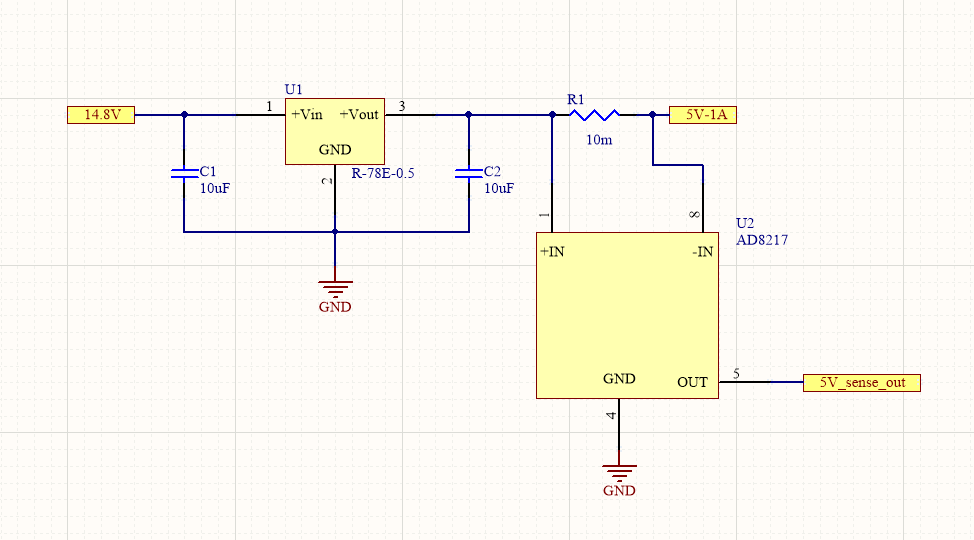 U1
14.8V
1
+Vin
+Vout
3
GND
2
R-78E-0.5
C1
10uF
C2
10uF
GND
R1
10m
5V-1A
1
8
U2
AD8217
+IN
-IN
GND
OUT
5
5V_sense_out
4
GND